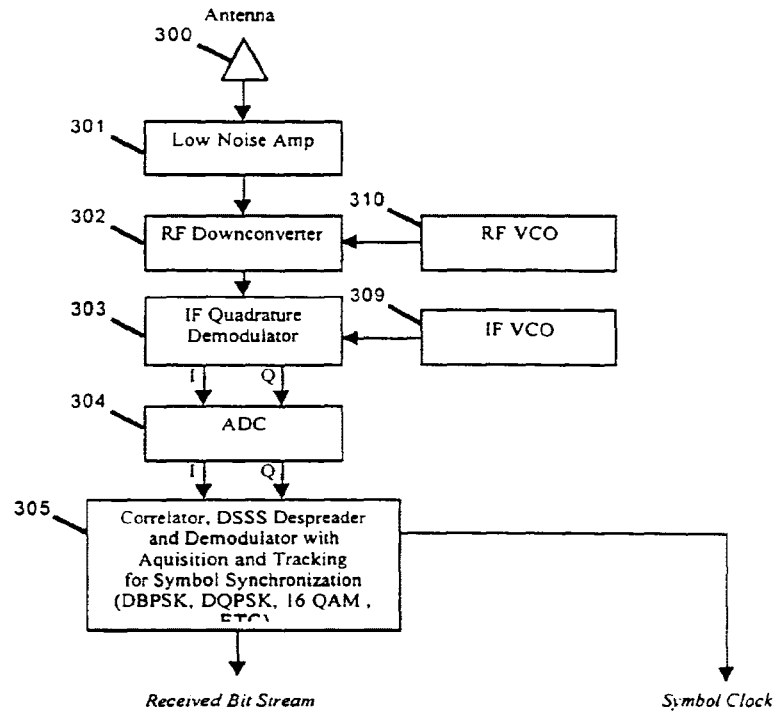 Antenna
300
301
Low Noise Amp
302
RF Downconverter
310
RF VCO
303
IF Quadrature
Demodulator
309
IF VCO
I
Q
304
ADC
I
Q
305
Correlator, DSSS Despreader
and Demodulator with
Aquisition and Tracking
for Symbol Synchronization
(DBPSK, DQPSK, 16 QAM ,
ETC)
Received Bit Stream
Symbol Clock